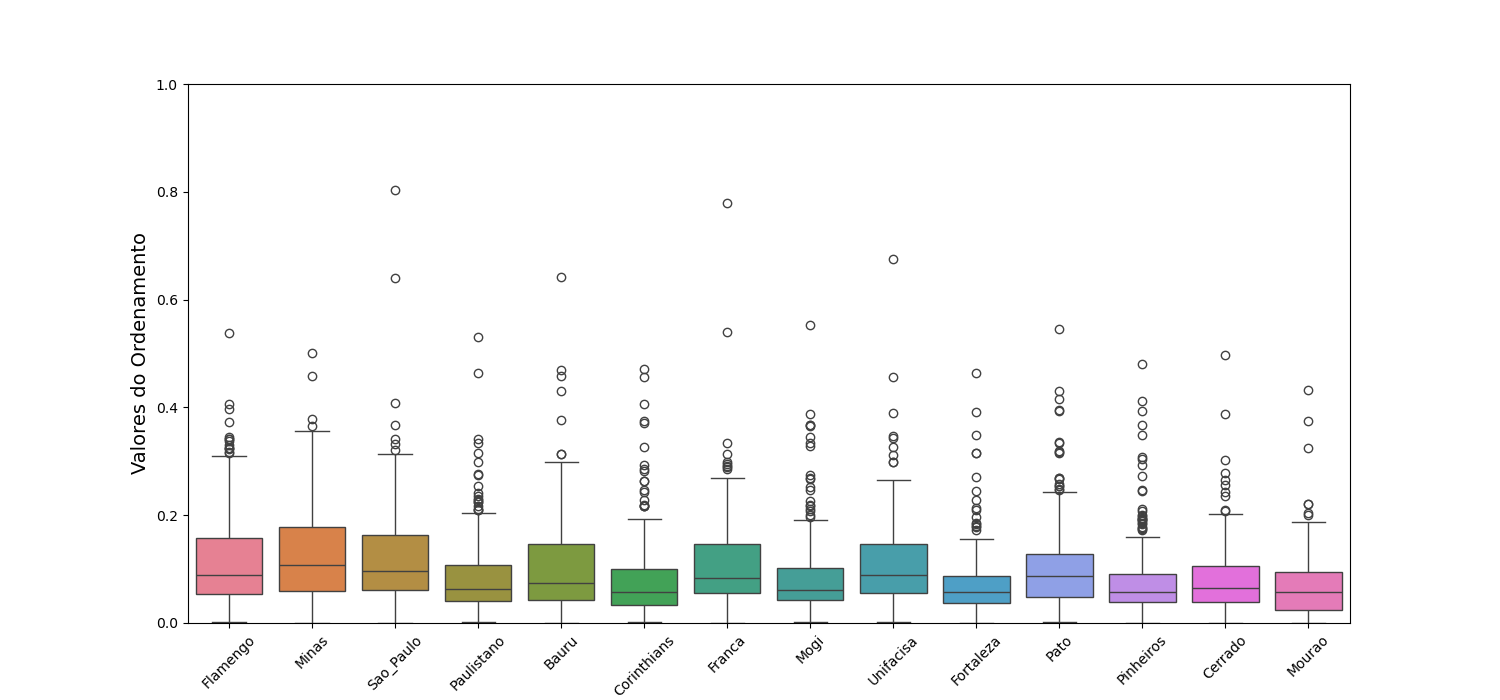 1.0
0.8
0.6
0.4
0.2
0.0
Valores do Ordenamento
Flamengo
Minas
Sao_Paulo
Paulistano
Bauru
Corinthians
Franca
Mogi
Unifacisa
Fortaleza
Pato
Pinheiros
Cerrado
Mourao